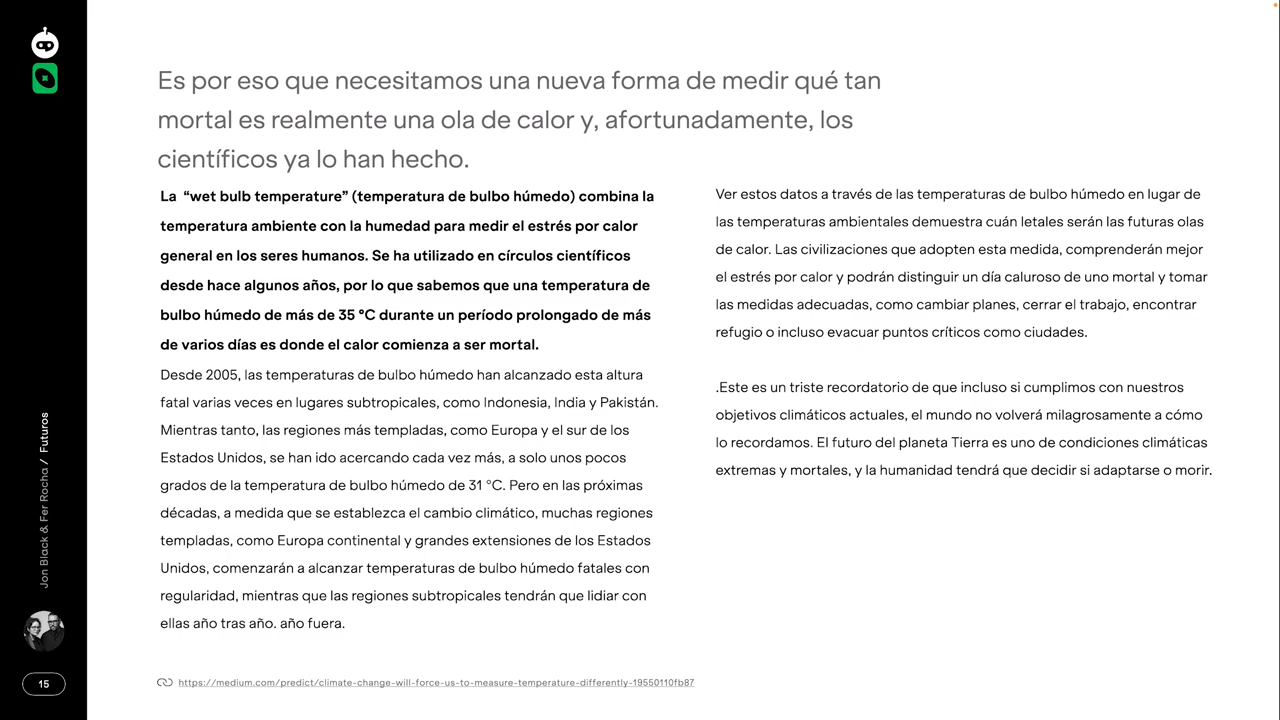 Es por eso que necesitamos una nueva forma de medir qué tan
mortal es realmente una ola de calor y, afortunadamente, los
científicos ya lo han hecho.
La “wet bulb temperature” (temperatura de bulbo húmedo) combina la
temperatura ambiente con la humedad para medir el estrés por calor
general en los seres humanos. Se ha utilizado en círculos científicos
desde hace algunos años, por lo que sabemos que una temperatura de
bulbo húmedo de más de 35 °C durante un período prolongado de más
de varios días es donde el calor comienza a ser mortal.
Desde 2005, las temperaturas de bulbo húmedo han alcanzado esta altura
fatal varias veces en lugares subtropicales, como Indonesia, India y Pakistán.
Mientras tanto, las regiones más templadas, como Europa y el sur de los
Estados Unidos, se han ido acercando cada vez más, a solo unos pocos
grados de la temperatura de bulbo húmedo de 31 °C. Pero en las próximas
décadas, a medida que se establezca el cambio climático, muchas regiones
templadas, como Europa continental y grandes extensiones de los Estados
Unidos, comenzarán a alcanzar temperaturas de bulbo húmedo fatales con
regularidad, mientras que las regiones subtropicales tendrán que lidiar con
ellas año tras año. año fuera.
Ver estos datos a través de las temperaturas de bulbo húmedo en lugar de
las temperaturas ambientales demuestra cuán letales serán las futuras olas
de calor. Las civilizaciones que adopten esta medida, comprenderán mejor
el estrés por calor y podrán distinguir un día caluroso de uno mortal y tomar
las medidas adecuadas, como cambiar planes, cerrar el trabajo, encontrar
refugio o incluso evacuar puntos críticos como ciudades.
.Este es un triste recordatorio de que incluso si cumplimos con nuestros
objetivos climáticos actuales, el mundo no volverá milagrosamente a cómo
lo recordamos. El futuro del planeta Tierra es uno de condiciones climáticas
extremas y mortales, y la humanidad tendrá que decidir si adaptarse o morir.
https://medium.com/predict/climate-change-will-force-us-to-measure-temperature-differently-19550110fb87
Jon Black & Fer Rocha / Futuros
15